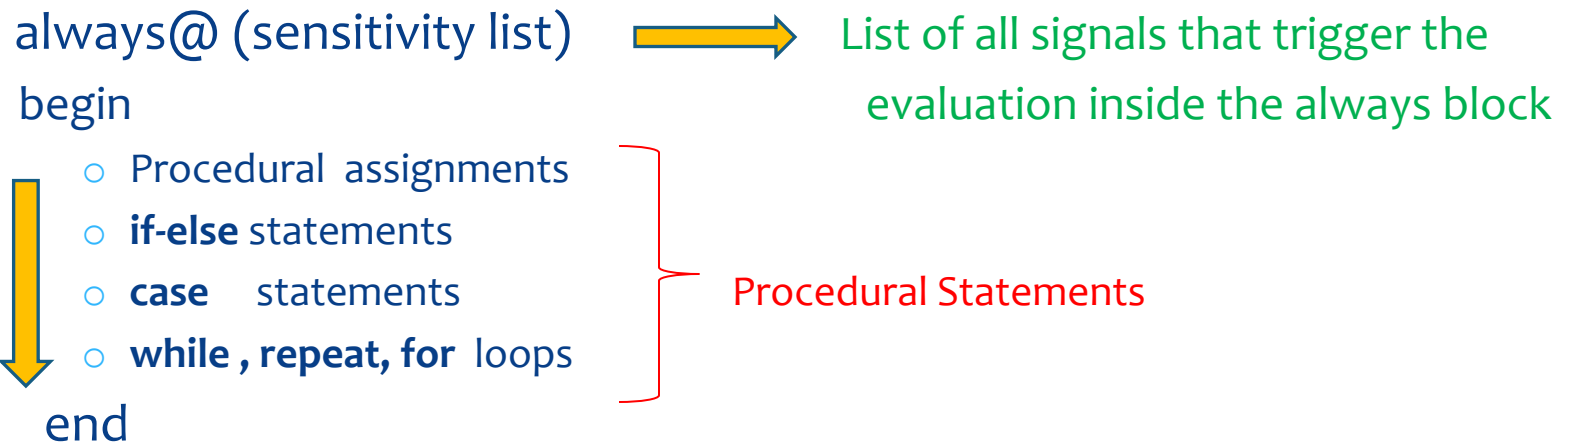 always@ (sensitivity list)
List of all signals that trigger the
begin
evaluation inside the always block
Procedural assignments
if-else statements
case statements
Procedural Statements
while , repeat, for loops
end